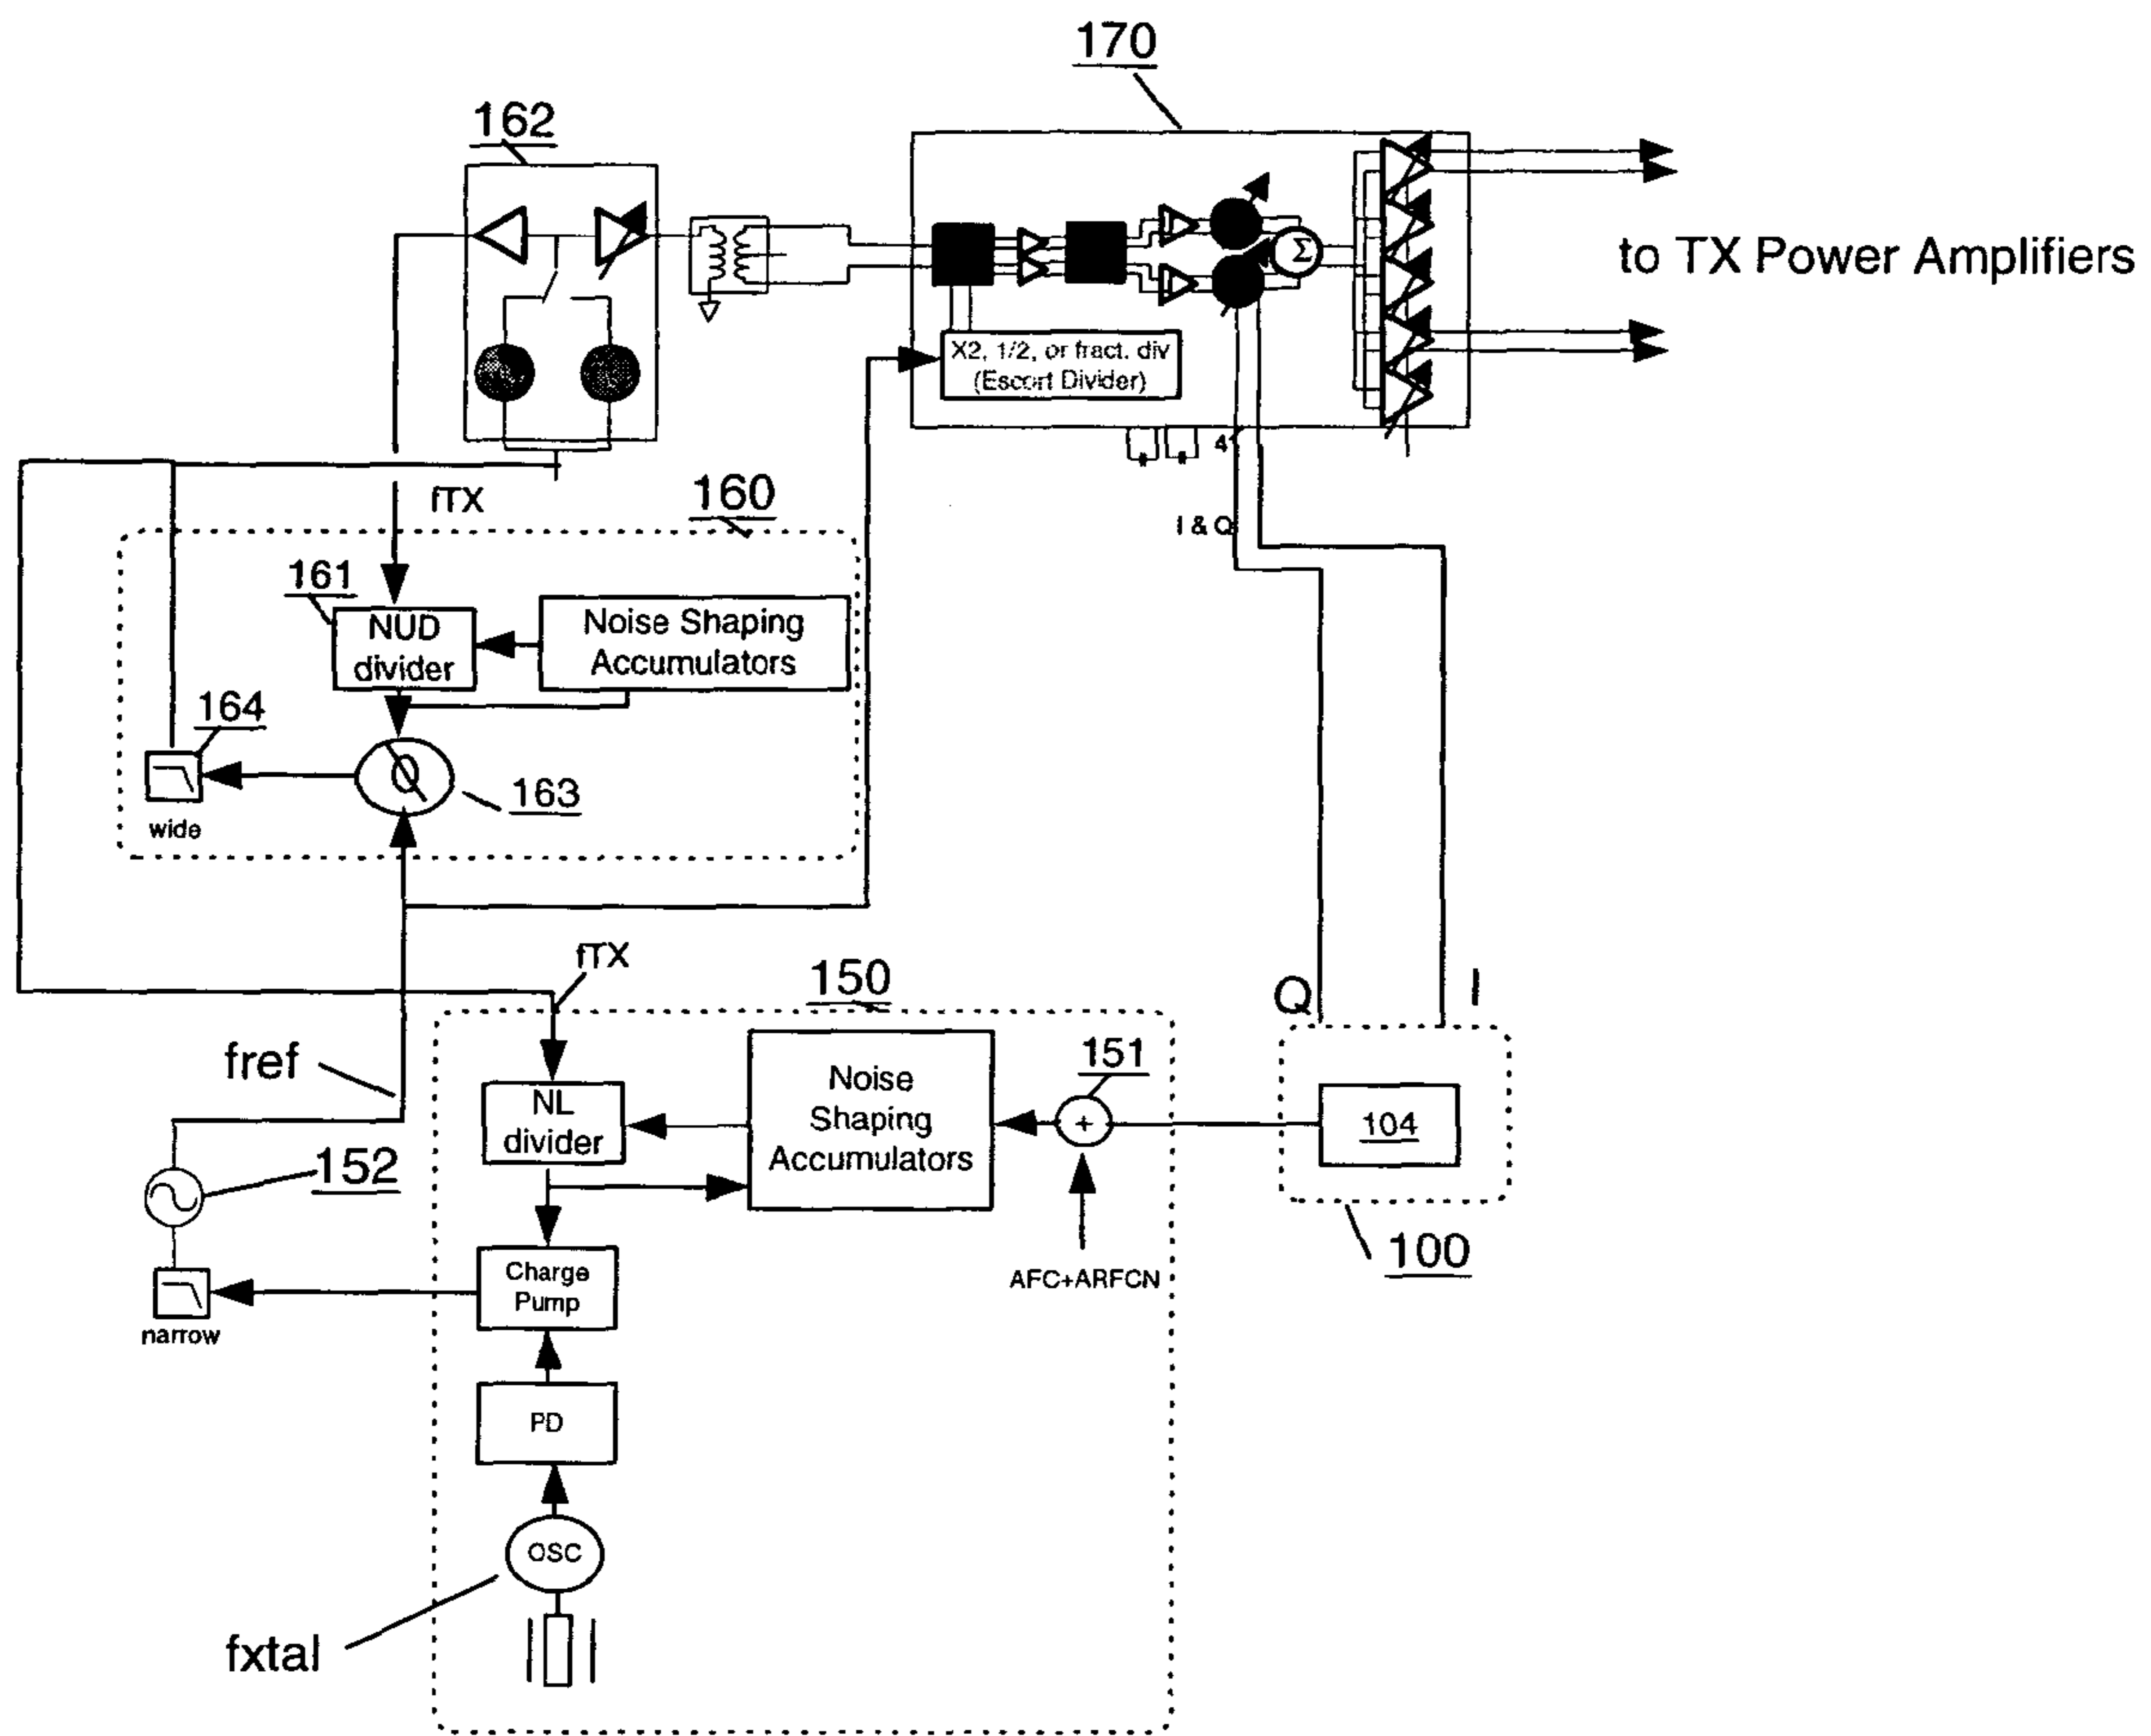 170
162
to TX Power Amplifiers
Σ
X2, 1/2, or fract. div
(Escort Divider)
fTX
160
I & Q
161
NUD
divider
Noise Shaping
Accumulators
164
163
wide
fTX
150
Q
I
fref
NL
divider
Noise
Shaping
Accumulators
151
+
104
152
100
Charge
Pump
AFC+ARFCN
narrow
PD
OSC
fxtal